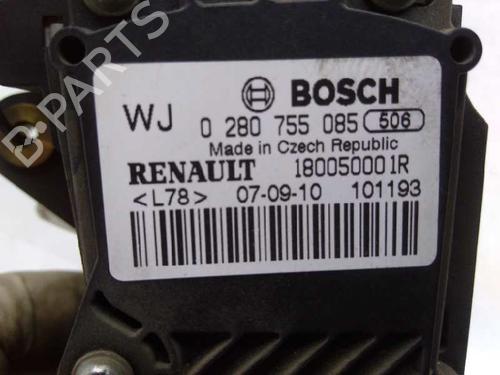 B-PARTS
BOSCH
WJ 0 280 755 085 506
Made in Czech Republic
RENAULT 180050001R
<L78> 07-09-10 101193